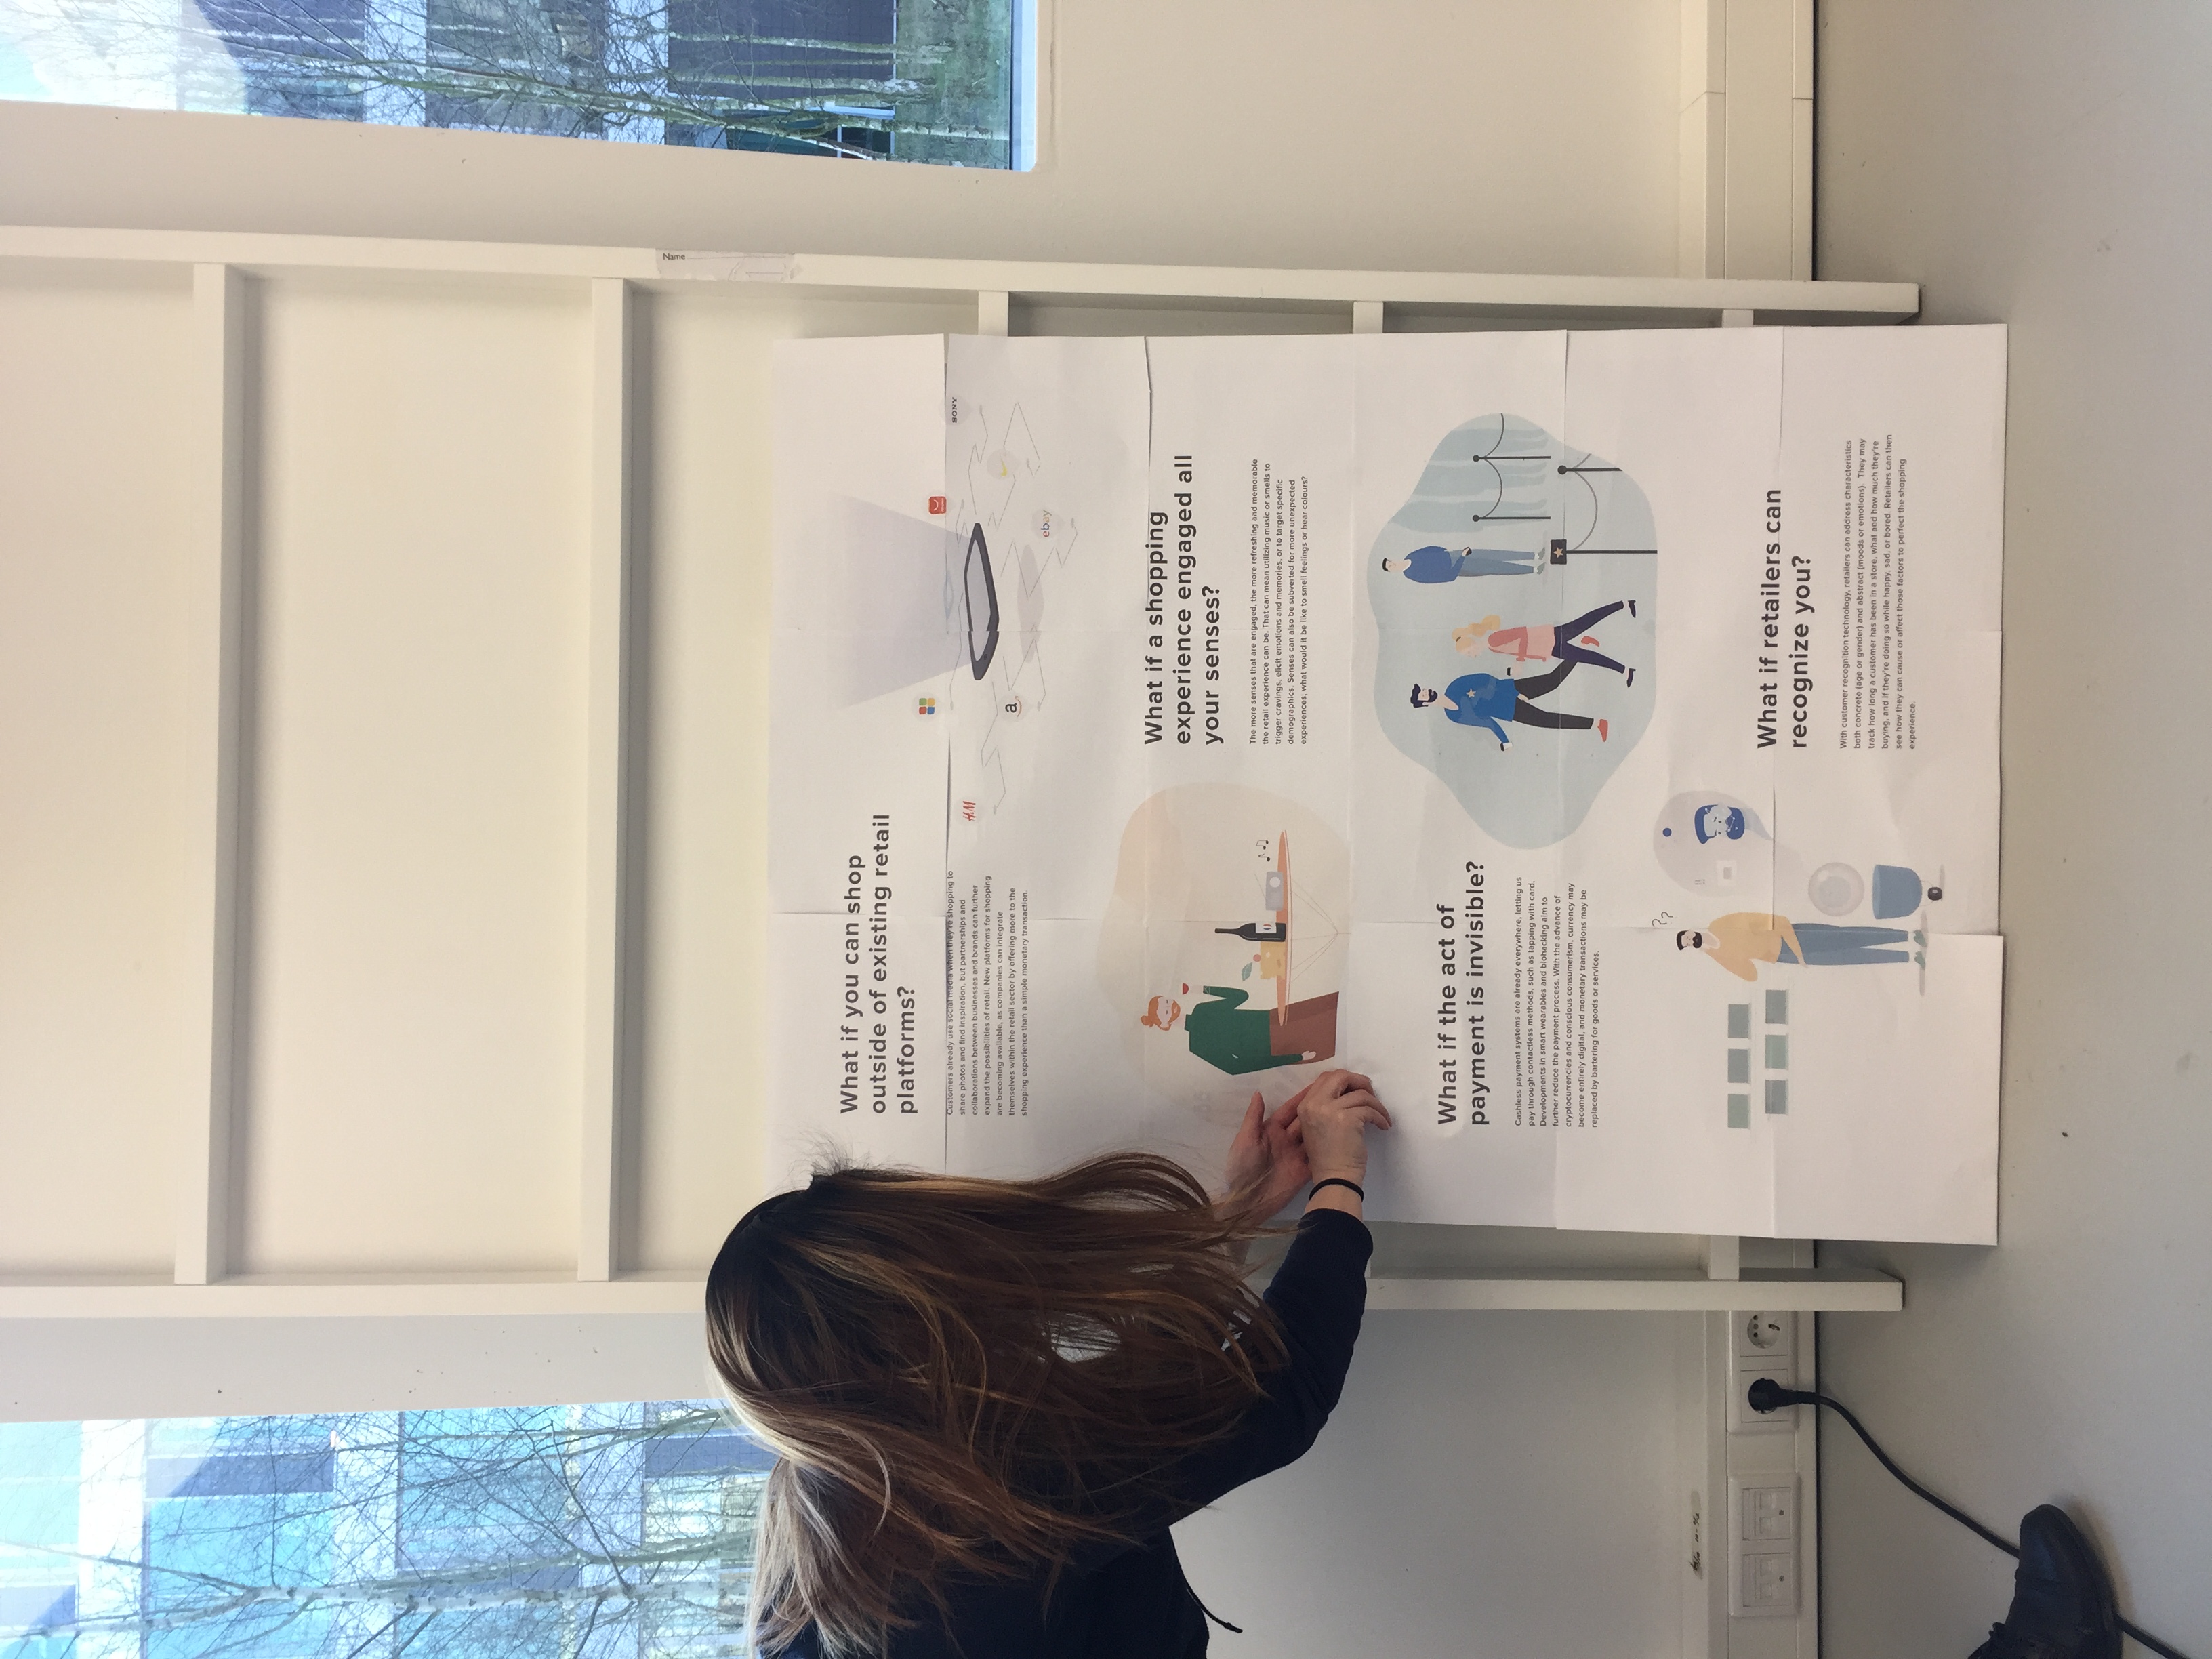 Name
What if you can shop
outside of existing retail
platforms?
Customers already use social media when they're shopping to
share photos and find inspiration, but partnerships and
collaborations between businesses and brands can further
expand the possibilities of retail. New platforms for shopping
are becoming available, as companies can integrate
themselves within the retail sector by offering more to the
shopping experience than a simple monetary transaction.
H&M
SONY
a
ebay
What if a shopping
experience engaged all
your senses?
The more senses that are engaged, the more refreshing and memorable
the retail experience can be. That can mean utilizing music or smells to
trigger cravings, elicit emotions and memories, or to target specific
demographics. Senses can also be subverted for more unexpected
experiences; what would it be like to smell feelings or hear colours?
What if the act of
payment is invisible?
Cashless payment systems are already everywhere, letting us
pay through contactless methods, such as tapping with card.
Developments in smart wearables and biohacking aim to
further reduce the payment process. With the advance of
cryptocurrencies and conscious consumerism, currency may
become entirely digital, and monetary transactions may be
replaced by bartering for goods or services.
??
What if retailers can
recognize you?
With customer recognition technology, retailers can address characteristics
both concrete (age or gender) and abstract (moods or emotions). They may
track how long a customer has been in a store, what and how much they're
buying, and if they're doing so while happy, sad, or bored. Retailers can then
see how they can cause or affect those factors to perfect the shopping
experience.